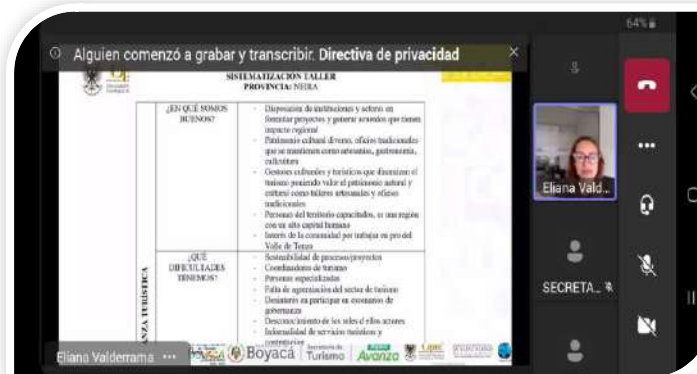 64%
Alguien comenzó a grabar y transcribir. Directiva de privacidad
SISTEMATIZACION TALLER
PROVINCIA: NEIRA
¿EN QUÉ SOMOS
BUENOS?
- Disposición de instituciones y actores en
formular proyectos y generar acuerdos que tienen
impacto regional
- Patrimonio cultural diverso, oficios tradicionales
que se mantienen como artesanías, gastronomía,
- Gestores culturales y turísticos que dinamizan el
turismo poniendo valor el patrimonio natural y
cultural como talleres artesanales y oficios
tradicionales
- Personas del territorio capacitados, es una región
con un alto capital humano
- Interés de la comunidad por trabajar en pro del
Valle de Tenza
¿QUÉ
DIFICULTADES
TENEMOS?
- Sostenibilidad de procesos/proyectos
- Coordinadores de turismo
- Personas especializadas
- Falta de agremiación del sector de turismo
- Desinterés en participar en escenarios de
gobernanza
- Desconocimiento de los roles actores
- Informalidad de servicios turísticos y
TURÍSTICA
Eliana Vald...
SECRETA...
Eliana Valderrama
Boyacá
Secretaría de
Turismo
Boyacá
Avanza